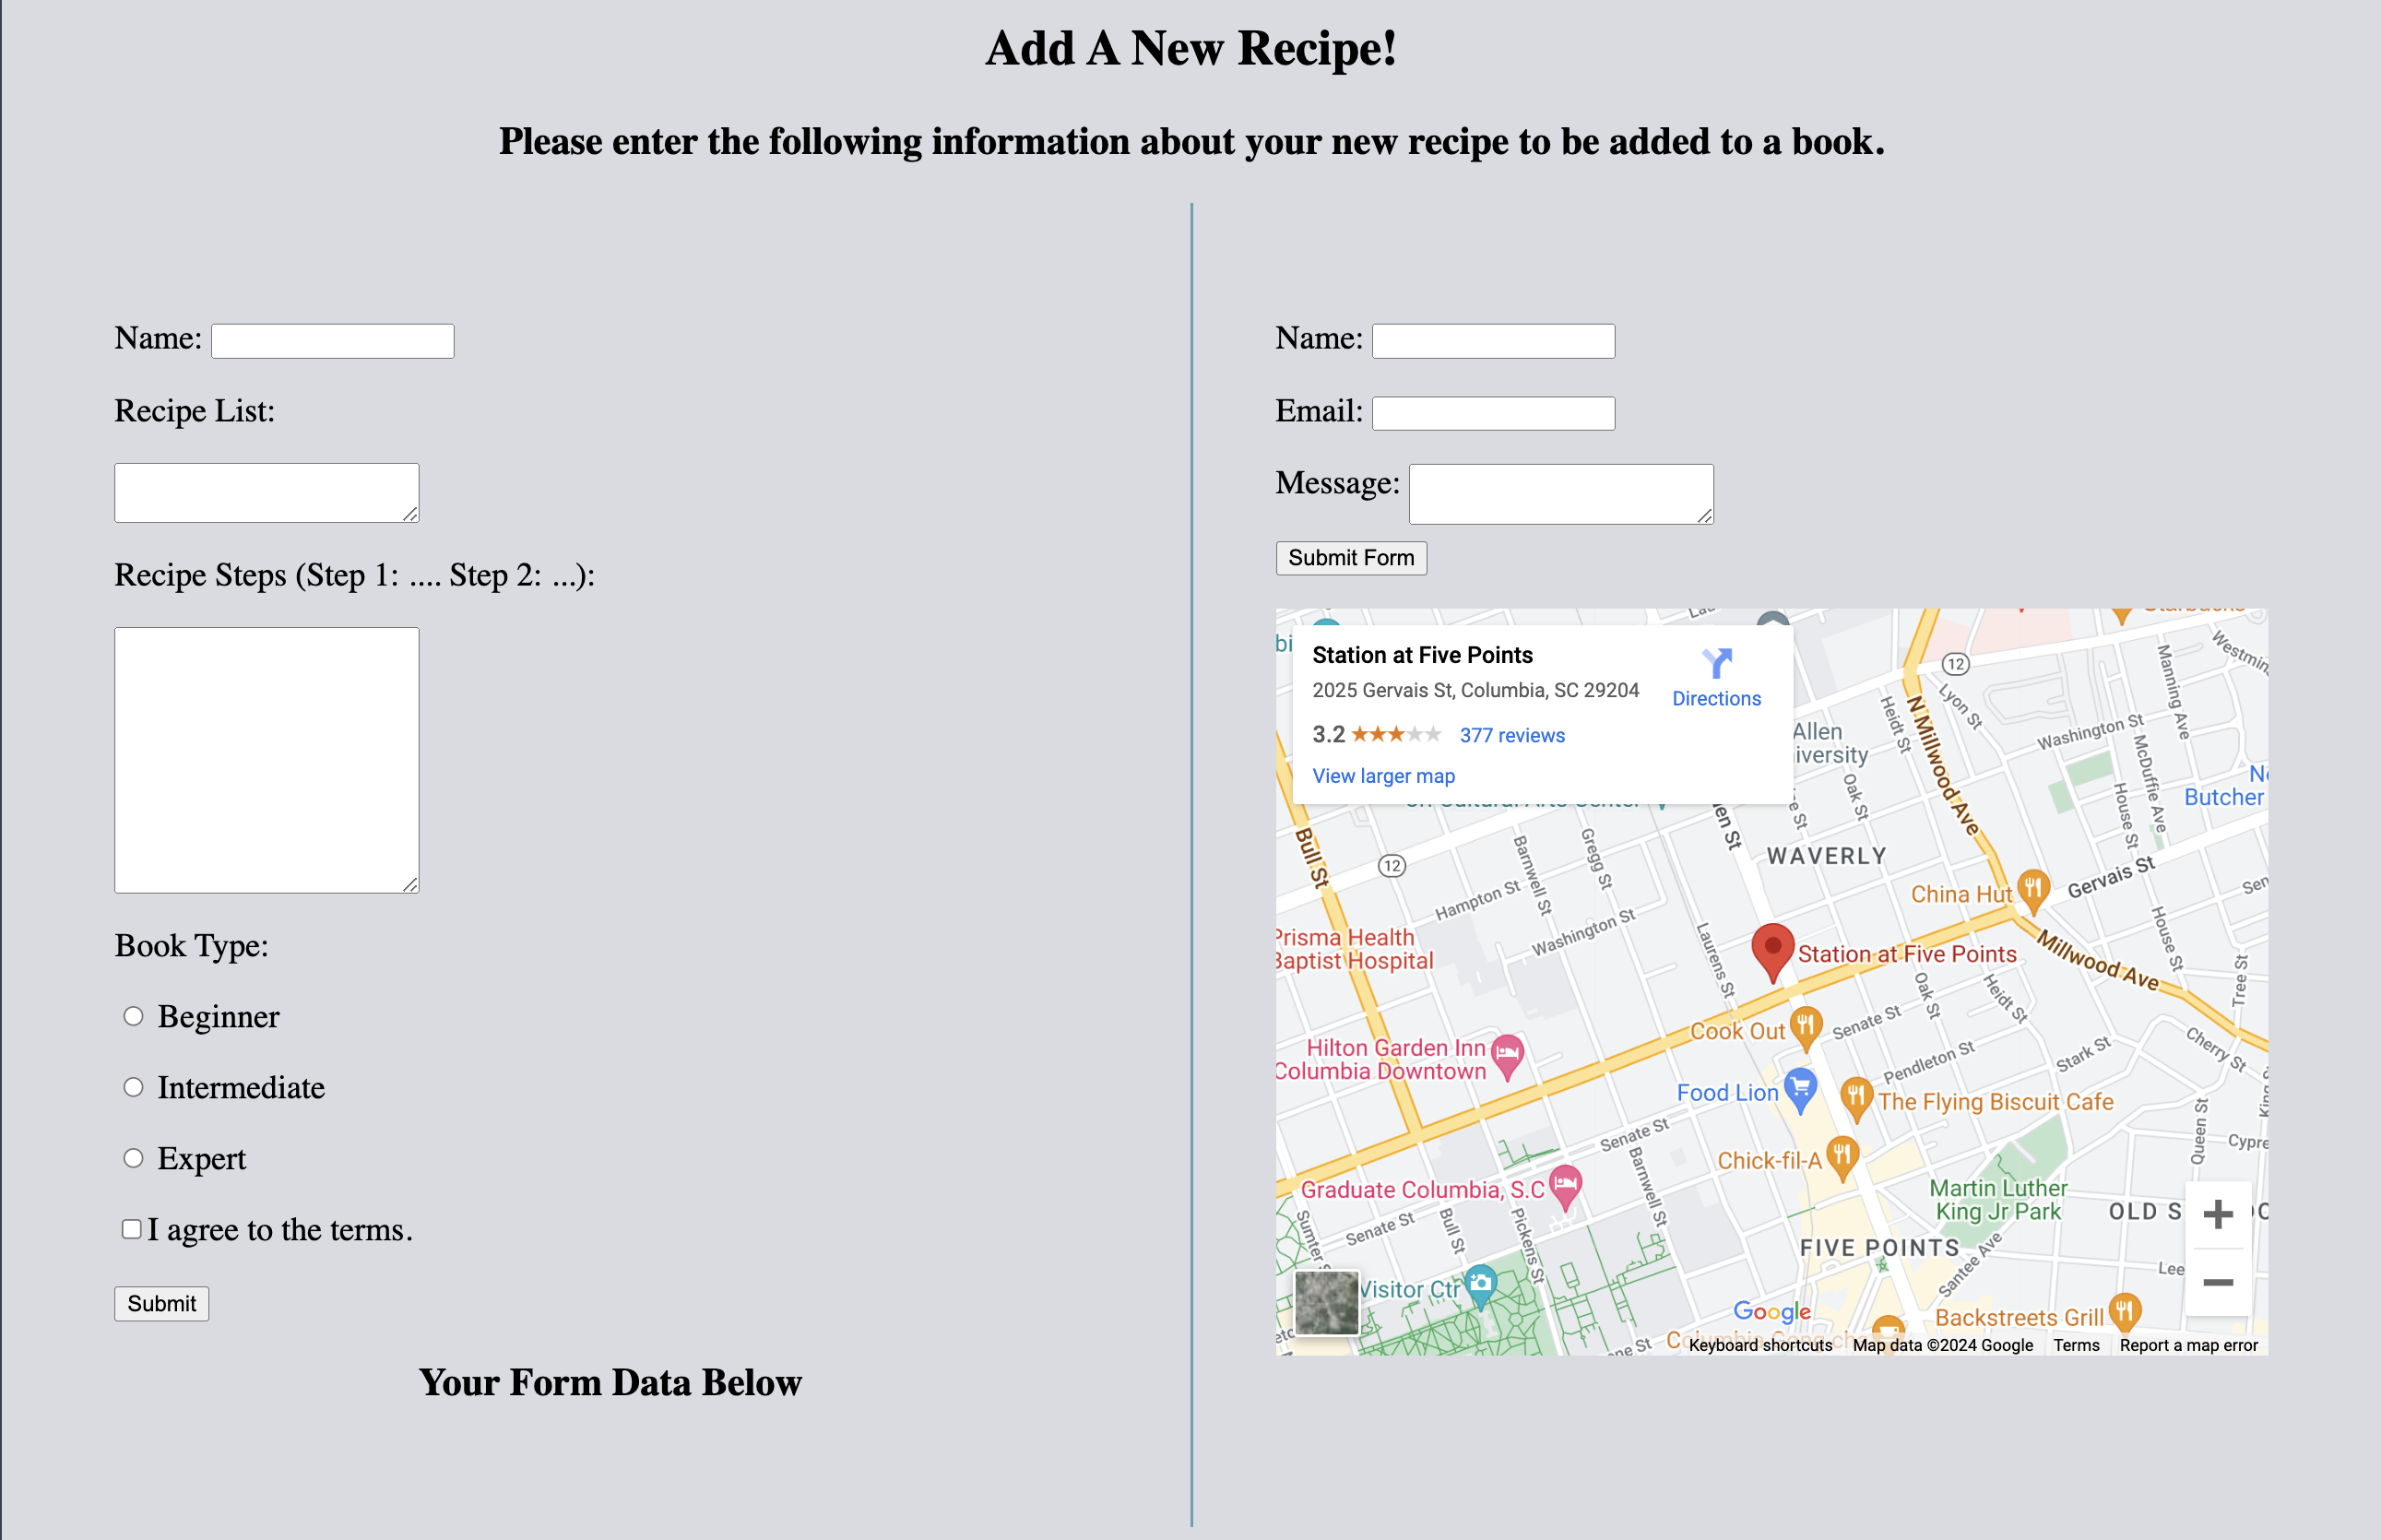 Add A New Recipe!
Please enter the following information about your new recipe to be added to a book.
Name:
Recipe List:
Recipe Steps (Step 1: .... Step 2: ...):
Book Type:
Beginner
Intermediate
Expert
I agree to the terms.
Submit
Your Form Data Below
Name:
Email:
Message:
Submit Form
Station at Five Points
2025 Gervais St, Columbia, SC 29204
Directions
3.2
377 reviews
View larger map
12
Lyon St
Manning Ave
Heidt St
N Millwood Ave
Washington St
McDuffie Ave
House St
Allen
Oak St
Butcher
Bull St
12
Barnwell St
Gregg St
WAVERLY
Hampton St
Washington St
China Hut
Gervais St
House St
Prisma Health
Baptist Hospital
Laurens St
Station at Five Points
Millwood Ave
Oak St
Heidt St
Tree St
Cook Out
Senate St
Hilton Garden Inn
Columbia Downtown
Pendleton St
Stark St
Cherry St
Food Lion
The Flying Biscuit Cafe
Senate St
Barnwell St
Queen St
Chick-fil-A
Graduate Columbia, S.C
Martin Luther
King Jr Park
OLD S
Senate St
Bull St
Pickens St
FIVE POINTS
Santee Ave
Lee
Visitor Ctr
Google
Backstreets Grill
Keyboard shortcuts
Map data ©2024 Google
Terms
Report a map error